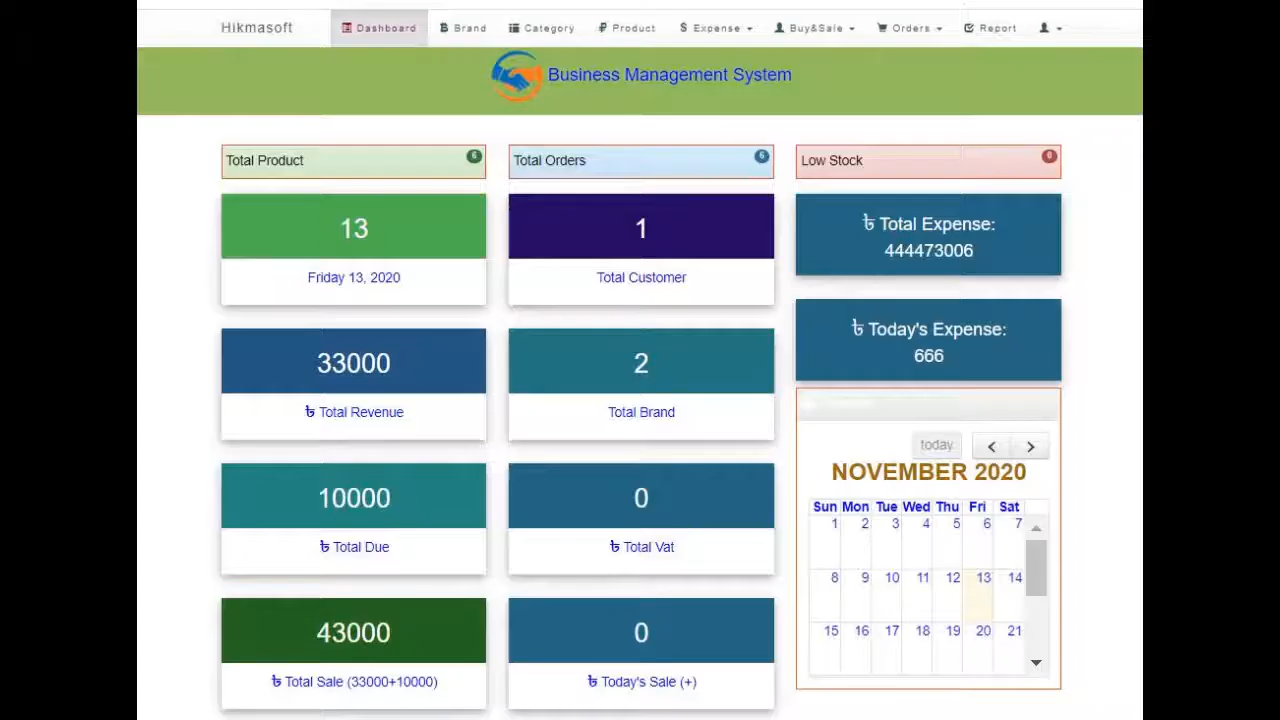 Hikmasoft Dashboard Brand Category Product Expense Buy&Sale Orders Report
Business Management System
Total Product
Total Orders
Low Stock 0
13
Friday 13, 2020
1
Total Customer
৳ Total Expense:
444473006
৳ Today's Expense:
666
33000
৳ Total Revenue
2
Total Brand
10000
৳ Total Due
0
৳ Total Vat
43000
৳ Total Sale (33000+10000)
0
৳ Today's Sale (+)
today
NOVEMBER 2020
Sun Mon Tue Wed Thu Fri Sat
1 2 3 4 5 6 7
8 9 10 11 12 13 14
15 16 17 18 19 20 21